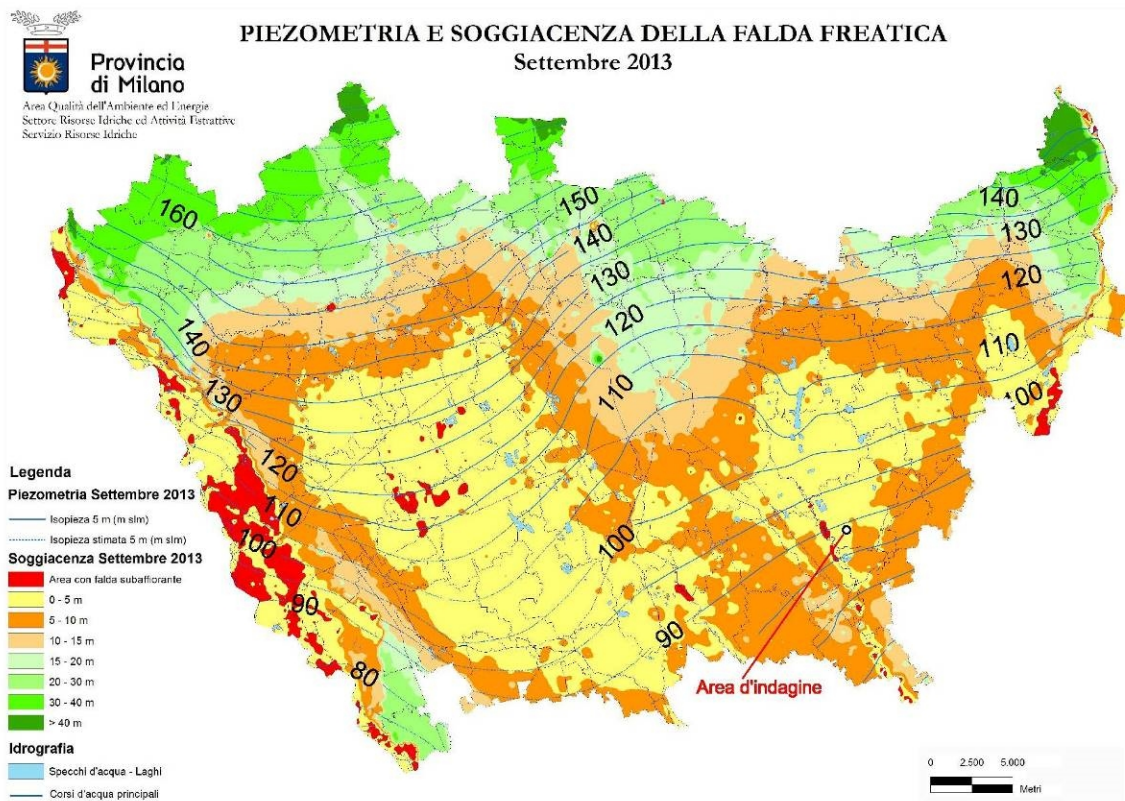 PIEZOMETRIA E SOGGIACENZA DELLA FALDA FREATICA
Settembre 2013
Provincia
di Milano
Area Qualità dell'Ambiente ed Energie
Settore Risorse Idriche ed Attività Estrattive
Servizio Risorse Idriche
160
150
140
130
120
110
140
130
120
110
100
140
130
120
110
100
90
80
100
90
Area d'indagine
Legenda
Piezometria Settembre 2013
Isopieza 5 m (m slm)
Isopieza stimata 5 m (m slm)
Soggiacenza Settembre 2013
Area con falda subaffiorante
0 - 5 m
5 - 10 m
10 - 15 m
15 - 20 m
20 - 30 m
30 - 40 m
> 40 m
Idrografia
Specchi d'acqua - Laghi
Corsi d'acqua principali
0 2.500 5.000
Metri